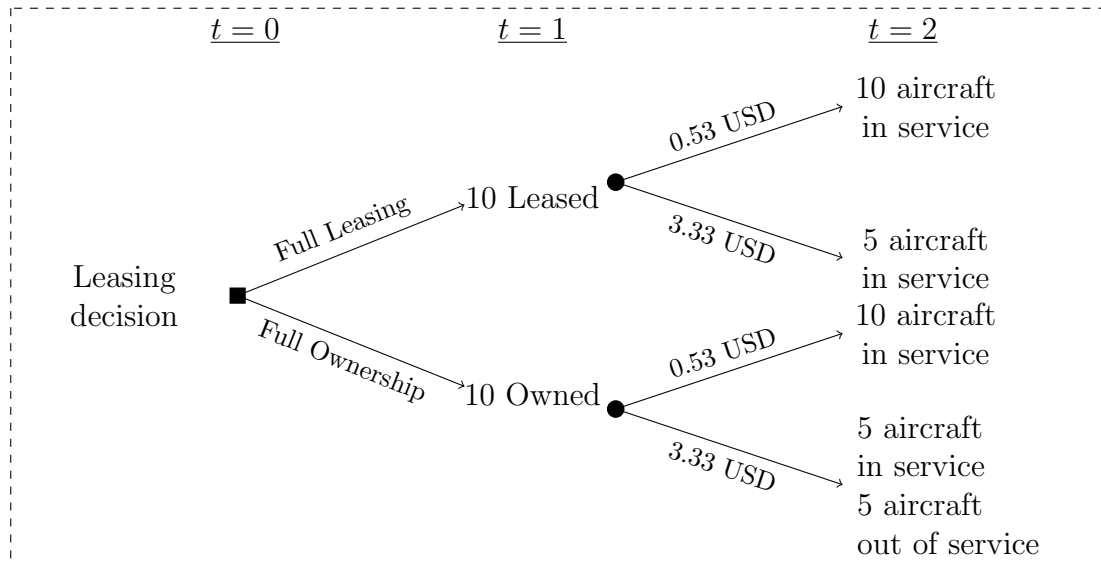 t = 0
t = 1
t = 2
Leasing
decision
Full Leasing
Full Ownership
10 Leased
10 Owned
0.53 USD
3.33 USD
0.53 USD
3.33 USD
10 aircraft
in service
5 aircraft
in service
10 aircraft
in service
5 aircraft
in service
5 aircraft
out of service